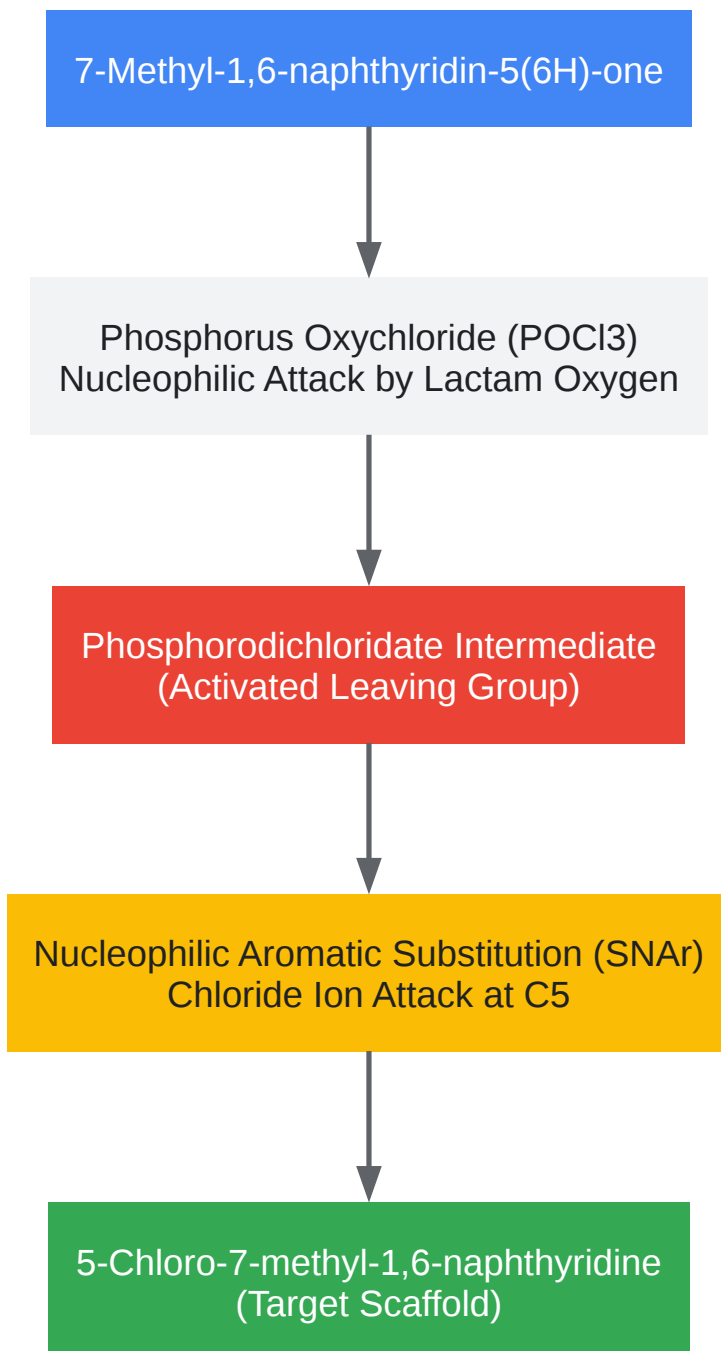 7-Methyl-1,6-naphthyridin-5(6H)-one
Phosphorus Oxychloride (POCl3)
Nucleophilic Attack by Lactam Oxygen
Phosphorodichloridate Intermediate
(Activated Leaving Group)
Nucleophilic Aromatic Substitution (SNAr)
Chloride Ion Attack at C5
5-Chloro-7-methyl-1,6-naphthyridine
(Target Scaffold)